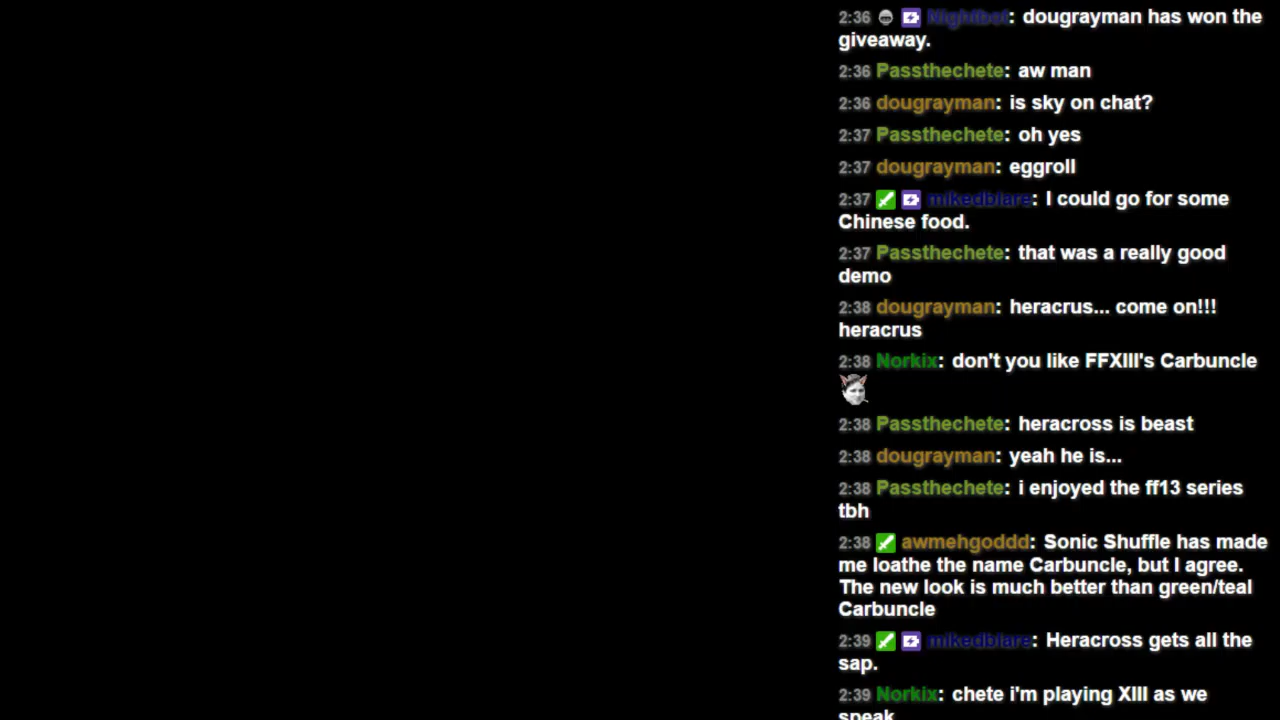 2:36 Nightbot: dougrayman has won the
giveaway.
2:36 Passthechete: aw man
2:36 dougrayman: is sky on chat?
2:37 Passthechete: oh yes
2:37 dougrayman: eggroll
2:37 mikedblare: I could go for some
Chinese food.
2:37 Passthechete: that was a really good
demo
2:38 dougrayman: heracrus... come on!!!
heracrus
2:38 Norkix: don't you like FFXIII's Carbuncle
2:38 Passthechete: heracross is beast
2:38 dougrayman: yeah he is...
2:38 Passthechete: i enjoyed the ff13 series
tbh
2:38 awmehgoddd: Sonic Shuffle has made
me loathe the name Carbuncle, but I agree.
The new look is much better than green/teal
Carbuncle
2:39 mikedblare: Heracross gets all the
sap.
2:39 Norkix: chete i'm playing XIII as we
speak